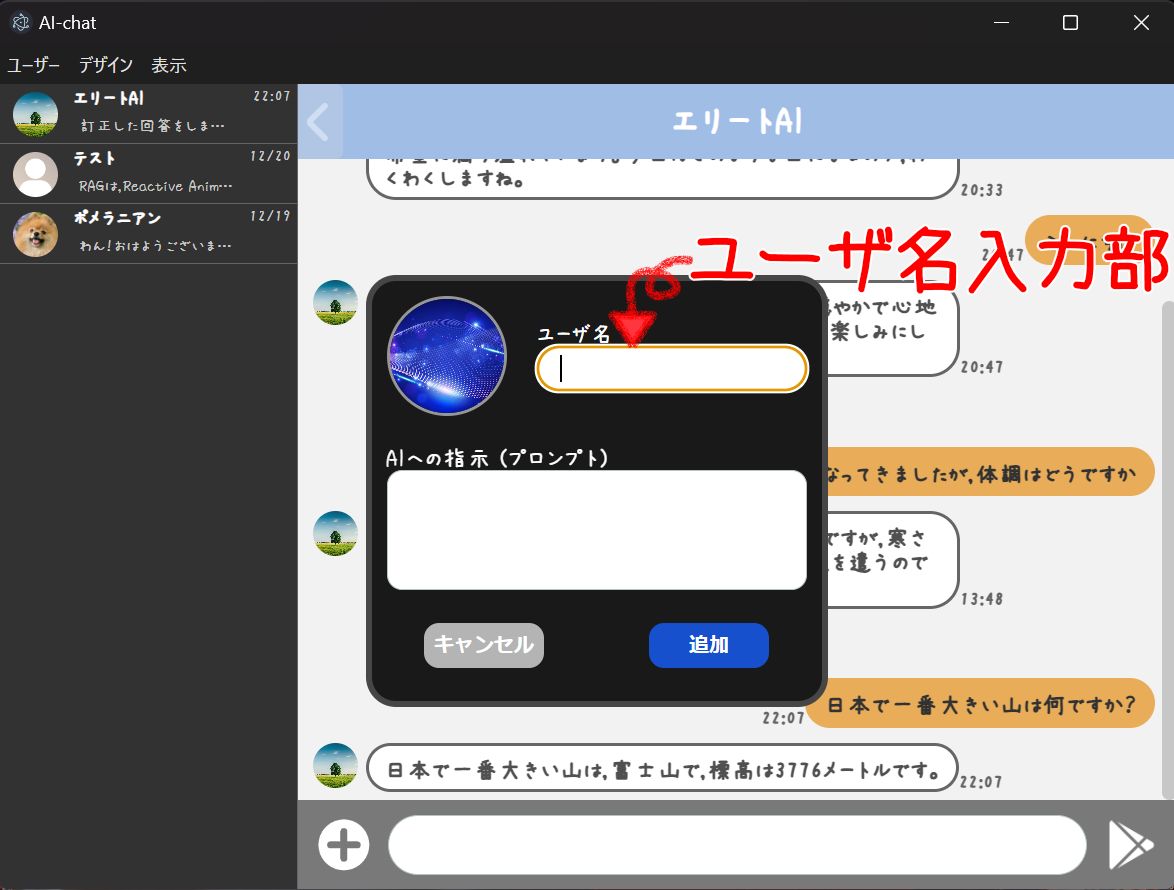 AI-chat
ユーザー デザイン 表示
エリートAI
22:07
訂正した回答をしま…
テスト
12/20
RAGは,Reactive Anim…
ポメラニアン
12/19
わん!おはようございま…
エリートAI
くわくしますね。
20:33
ユーザ名入力部
やかで心地
楽しみにし
20:47
ユーザ名
AIへの指示（プロンプト）
キャンセル
追加
なってきましたが,体調はどうですか
ですが,寒さ
を遣うので
13:48
日本で一番大きい山は何ですか?
22:07
日本で一番大きい山は,富士山で,標高は3776メートルです。
22:07